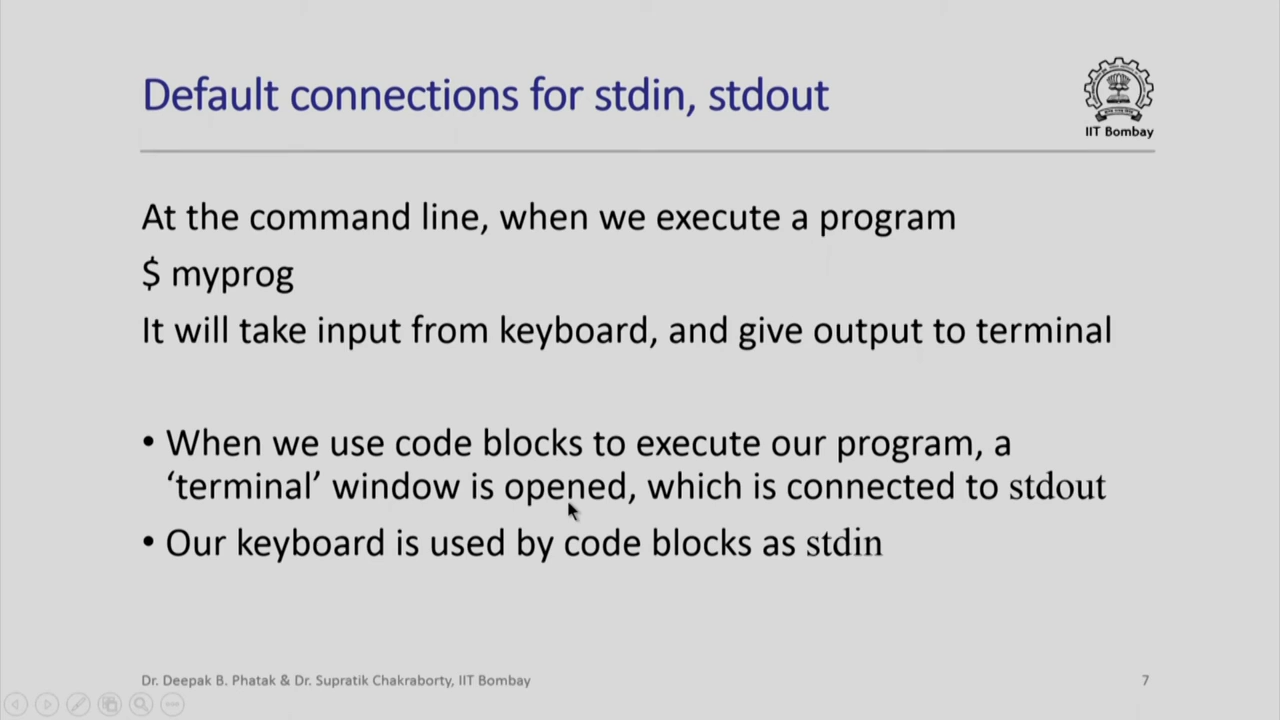 Default connections for stdin, stdout
IIT Bombay
At the command line, when we execute a program
$ myprog
It will take input from keyboard, and give output to terminal
• When we use code blocks to execute our program, a
‘terminal’ window is opened, which is connected to stdout
• Our keyboard is used by code blocks as stdin
Dr. Deepak B. Phatak & Dr. Supratik Chakraborty, IIT Bombay
7